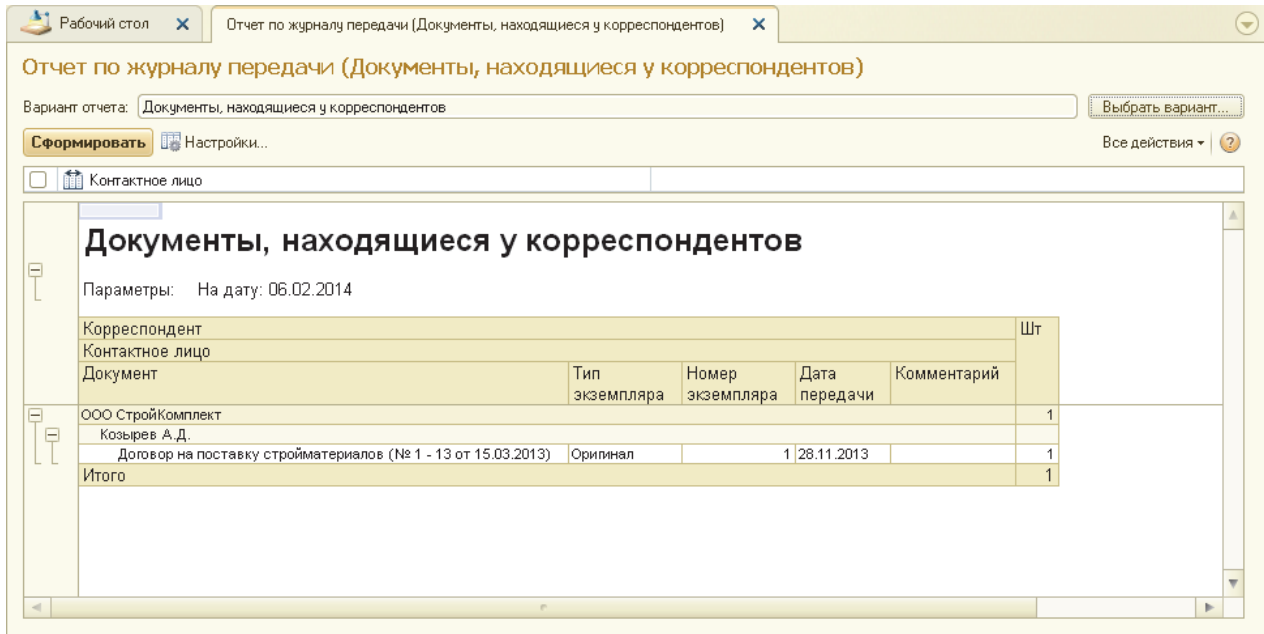 Рабочий стол
Отчет по журналу передачи (Документы, находящиеся у корреспондентов)
Отчет по журналу передачи (Документы, находящиеся у корреспондентов)
Вариант отчета: Документы, находящиеся у корреспондентов Выбрать вариант...
Сформировать Настройки... Все действия ?
Контактное лицо
Документы, находящиеся у корреспондентов
Параметры: На дату: 06.02.2014
Корреспондент Шт
Контактное лицо
Документ Тип экземпляра Номер экземпляра Дата передачи Комментарий
ООО СтройКомплект 1
Козырев А.Д.
Договор на поставку стройматериалов (№ 1 - 13 от 15.03.2013) Оригинал 1 28.11.2013 1
Итого 1